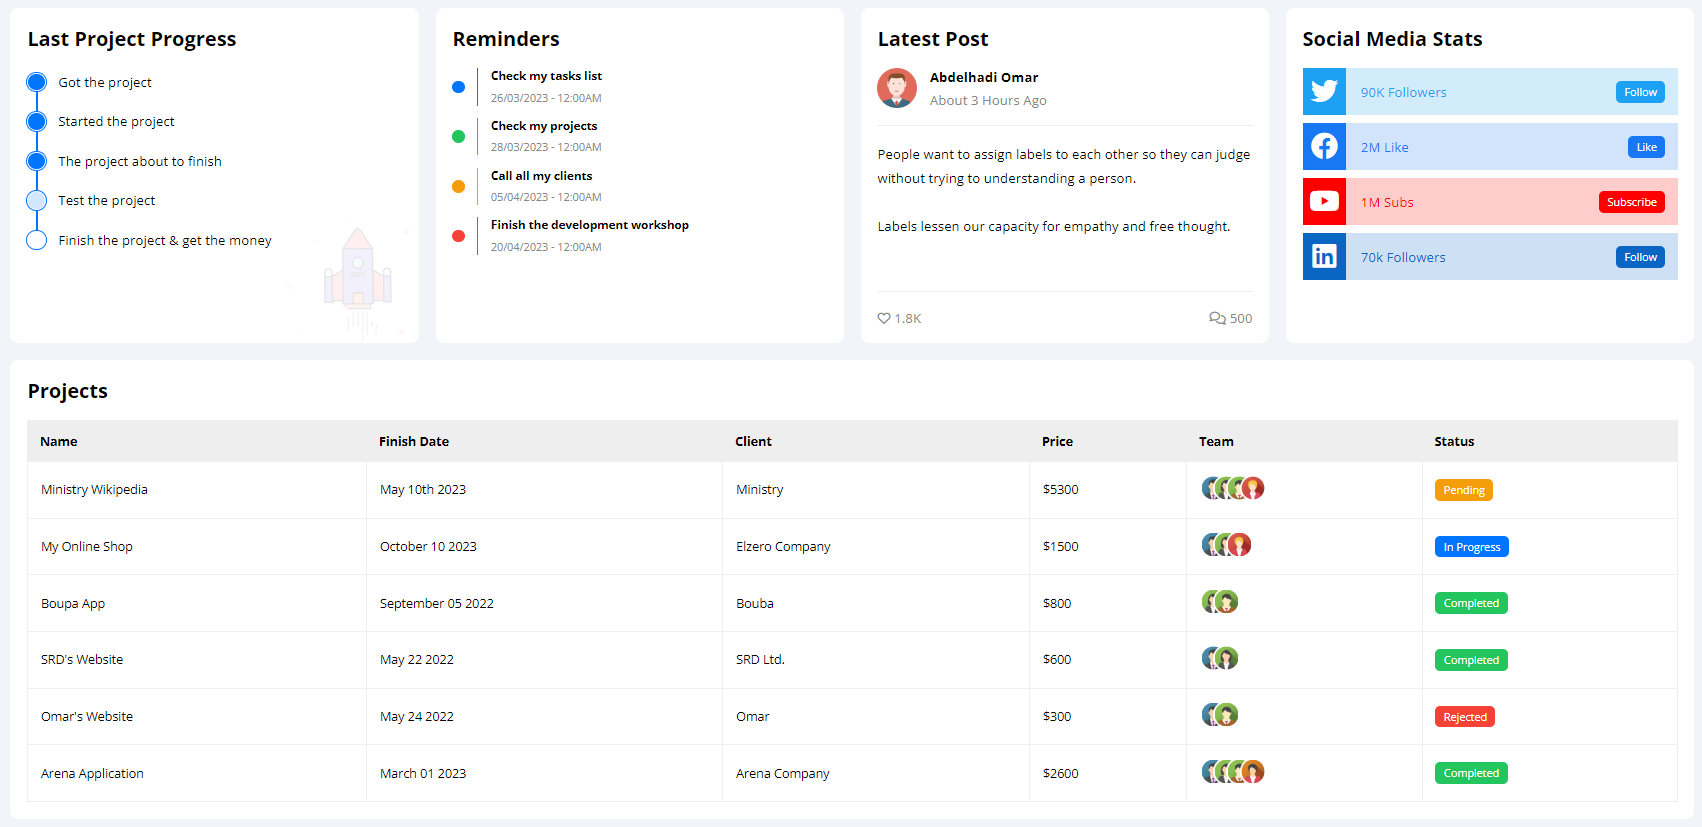 Last Project Progress
Got the project
Started the project
The project about to finish
Test the project
Finish the project & get the money
Reminders
Check my tasks list
26/03/2023 - 12:00AM
Check my projects
28/03/2023 - 12:00AM
Call all my clients
05/04/2023 - 12:00AM
Finish the development workshop
20/04/2023 - 12:00AM
Latest Post
Abdelhadi Omar
About 3 Hours Ago
People want to assign labels to each other so they can judge
without trying to understanding a person.
Labels lessen our capacity for empathy and free thought.
1.8K 500
Social Media Stats
90K Followers Follow
2M Like Like
1M Subs Subscribe
in 70k Followers Follow
Projects
Name Finish Date Client Price Team Status
Ministry Wikipedia May 10th 2023 Ministry $5300 Pending
My Online Shop October 10 2023 Elzero Company $1500 In Progress
Boupa App September 05 2022 Bouba $800 Completed
SRD's Website May 22 2022 SRD Ltd. $600 Completed
Omar's Website May 24 2022 Omar $300 Rejected
Arena Application March 01 2023 Arena Company $2600 Completed